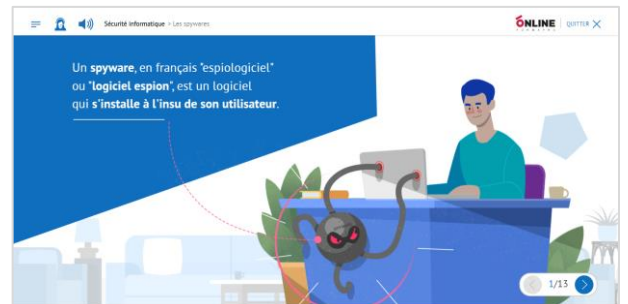 Sécurité informatique > Les spywares
ONLINE
QUITTER
Un spyware, en français "espiologiciel"
ou "logiciel espion", est un logiciel
qui s'installe à l'insu de son utilisateur.
1/13